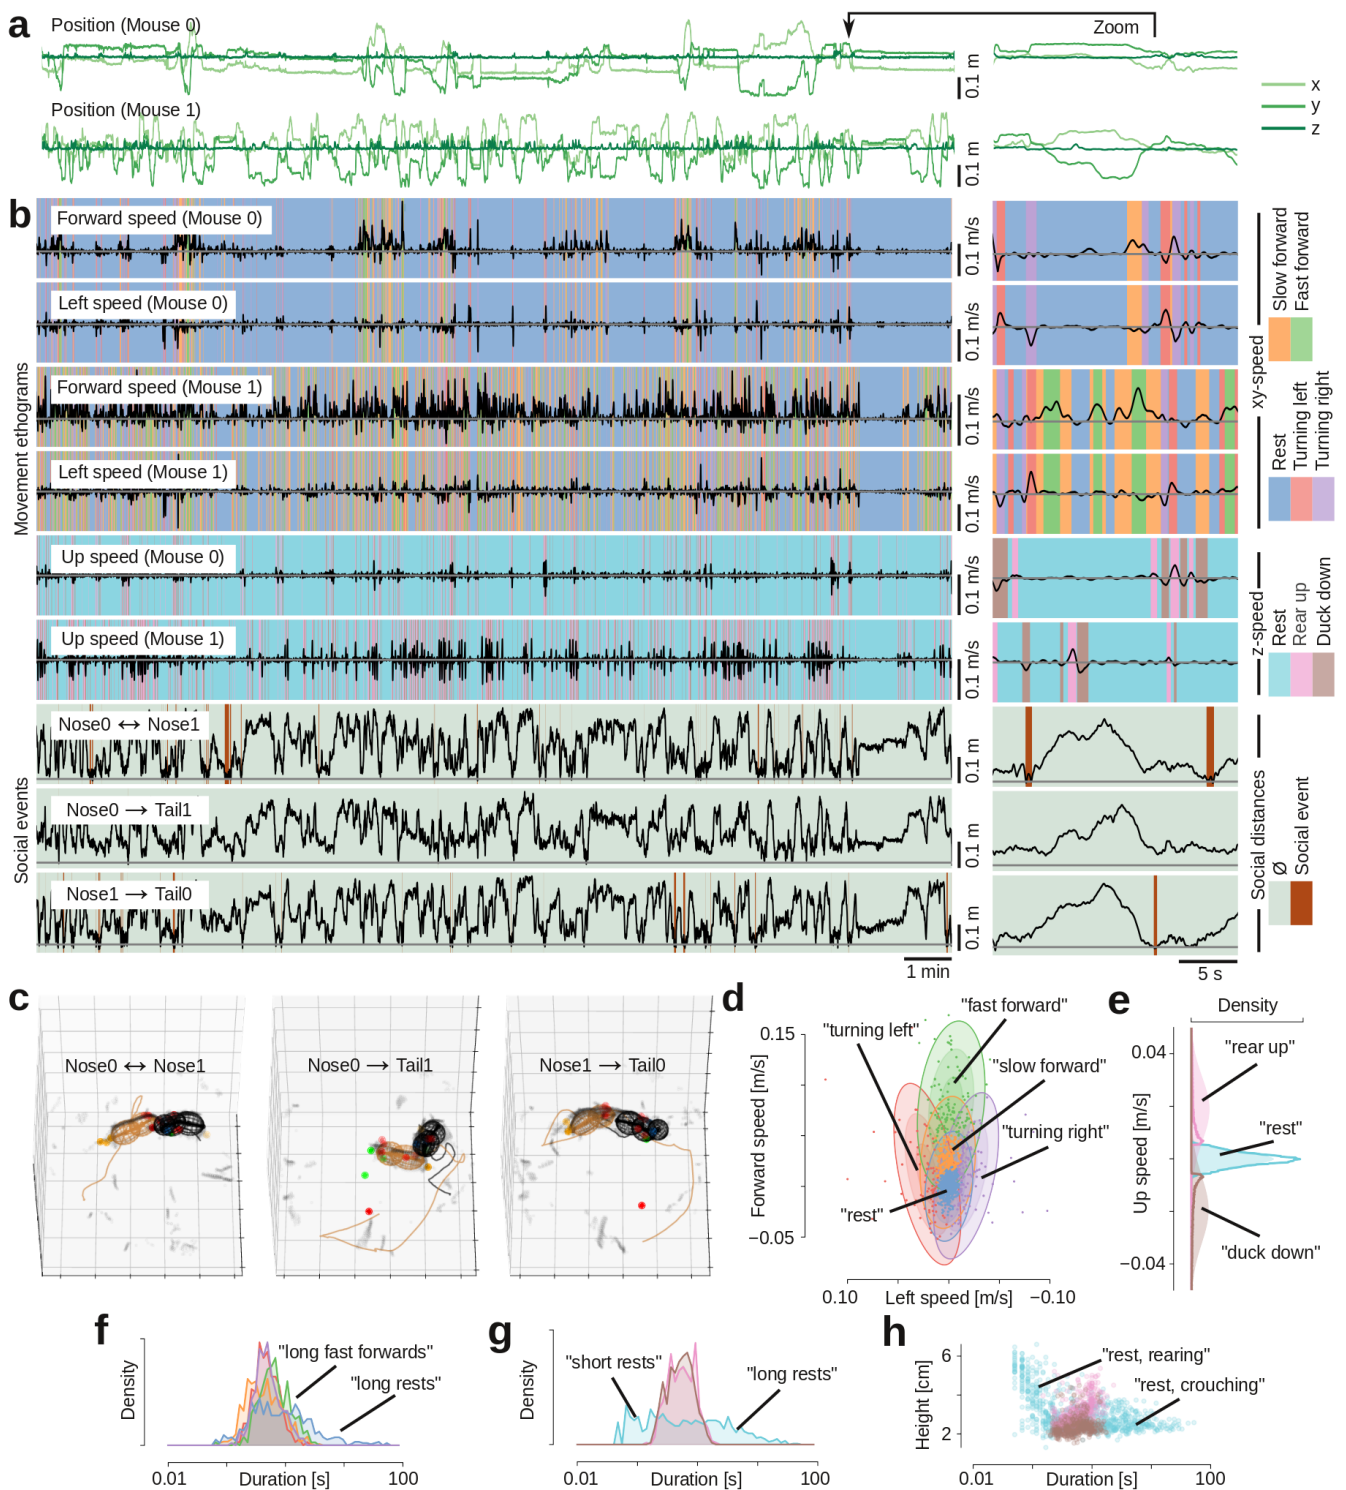 a
Position (Mouse 0)
Zoom
0.1 m
x
y
z
Position (Mouse 1)
0.1 m
b
Movement ethograms
Forward speed (Mouse 0)
0.1 m/s
Left speed (Mouse 0)
0.1 m/s
Forward speed (Mouse 1)
0.1 m/s
Left speed (Mouse 1)
0.1 m/s
Up speed (Mouse 0)
0.1 m/s
Up speed (Mouse 1)
0.1 m/s
xy-speed
Slow forward
Fast forward
Rest
Turning left
Turning right
z-speed
Rest
Rear up
Duck down
Social events
Nose0 ↔ Nose1
0.1 m
Nose0 → Tail1
0.1 m
Nose1 → Tail0
0.1 m
Social distances
Ø
Social event
1 min
5 s
c
Nose0 ↔ Nose1
Nose0 → Tail1
Nose1 → Tail0
d
"fast forward"
0.15
"turning left"
"slow forward"
"turning right"
"rest"
Forward speed [m/s]
−0.05
0.10
Left speed [m/s]
−0.10
e
Density
0.04
"rear up"
"rest"
Up speed [m/s]
"duck down"
−0.04
f
Density
"long fast forwards"
"long rests"
0.01
Duration [s]
100
g
Density
"short rests"
"long rests"
0.01
Duration [s]
100
h
6
Height [cm]
2
"rest, rearing"
"rest, crouching"
0.01
Duration [s]
100